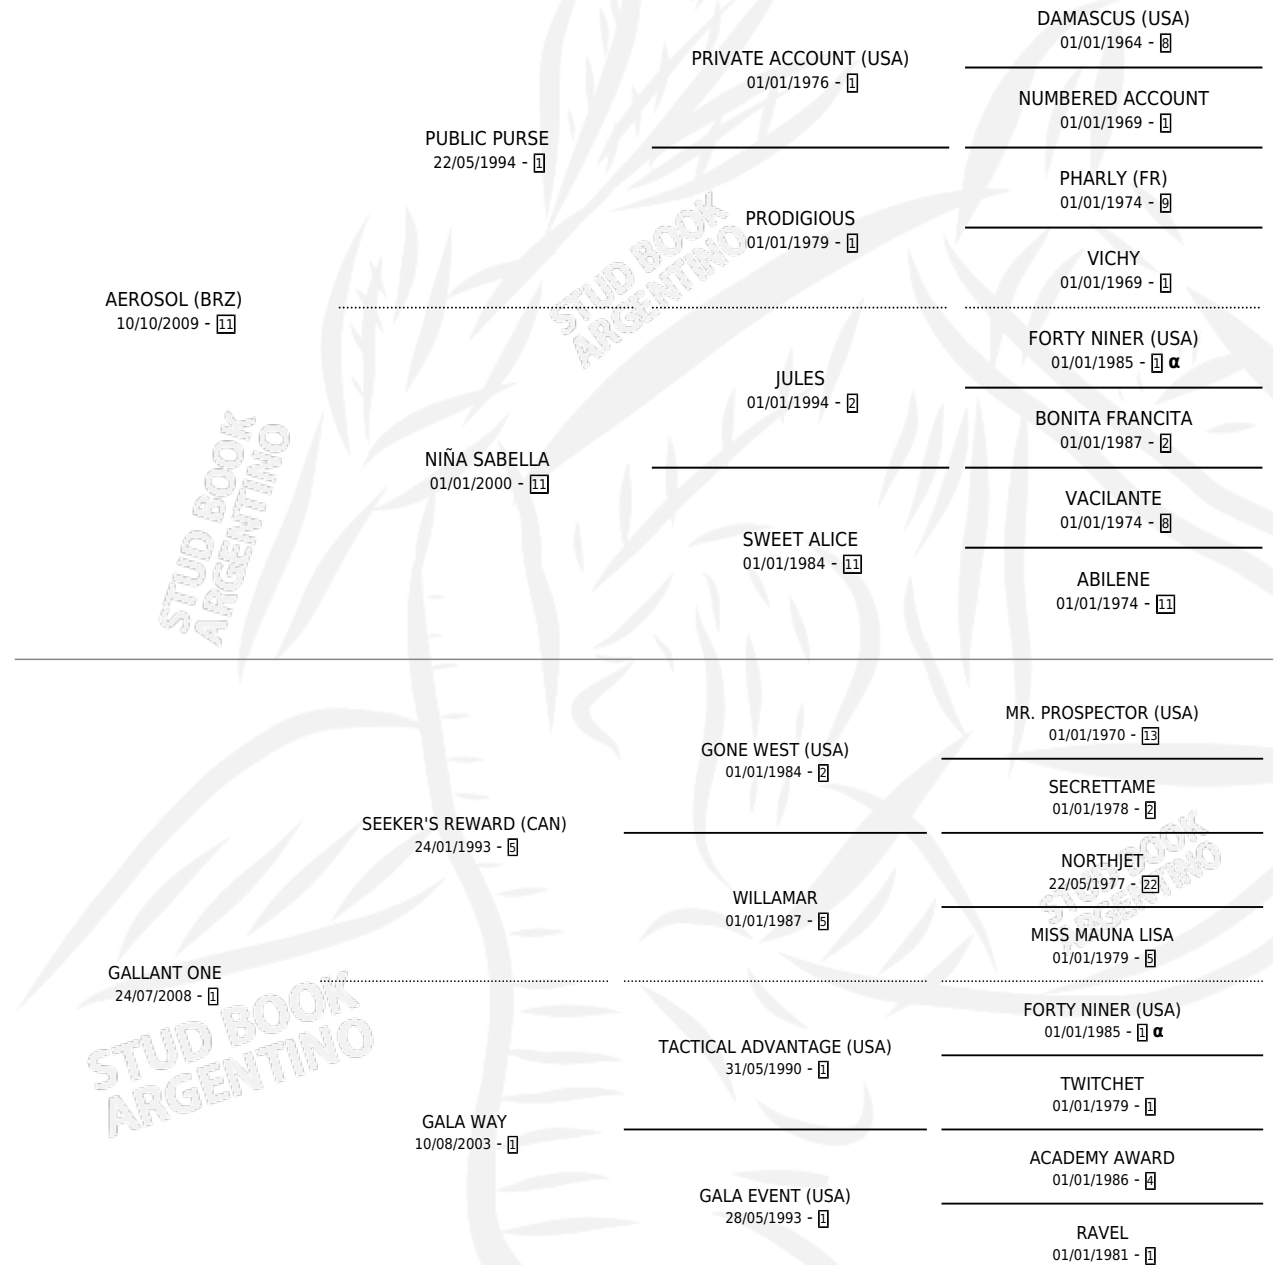 DAMASCUS (USA)
01/01/1964 - 8
PRIVATE ACCOUNT (USA)
01/01/1976 - 1
NUMBERED ACCOUNT
01/01/1969 - 1
PUBLIC PURSE
22/05/1994 - 1
PHARLY (FR)
01/01/1974 - 9
PRODIGIOUS
01/01/1979 - 1
VICHY
01/01/1969 - 1
AEROSOL (BRZ)
10/10/2009 - 11
FORTY NINER (USA)
01/01/1985 - 1 α
JULES
01/01/1994 - 2
BONITA FRANCITA
01/01/1987 - 2
NIÑA SABELLA
01/01/2000 - 11
VACILANTE
01/01/1974 - 8
SWEET ALICE
01/01/1984 - 11
ABILENE
01/01/1974 - 11
MR. PROSPECTOR (USA)
01/01/1970 - 13
GONE WEST (USA)
01/01/1984 - 2
SECRETTAME
01/01/1978 - 2
SEEKER'S REWARD (CAN)
24/01/1993 - 5
NORTHJET
22/05/1977 - 22
WILLAMAR
01/01/1987 - 5
MISS MAUNA LISA
01/01/1979 - 5
GALLANT ONE
24/07/2008 - 1
FORTY NINER (USA)
01/01/1985 - 1 α
TACTICAL ADVANTAGE (USA)
31/05/1990 - 1
TWITCHET
01/01/1979 - 1
GALA WAY
10/08/2003 - 1
ACADEMY AWARD
01/01/1986 - 4
GALA EVENT (USA)
28/05/1993 - 1
RAVEL
01/01/1981 - 1
STUD BOOK
ARGENTINO
STUD BOOK
ARGENTINO
STUD BOOK
ARGENTINO
STUD BOOK
ARGENTINO